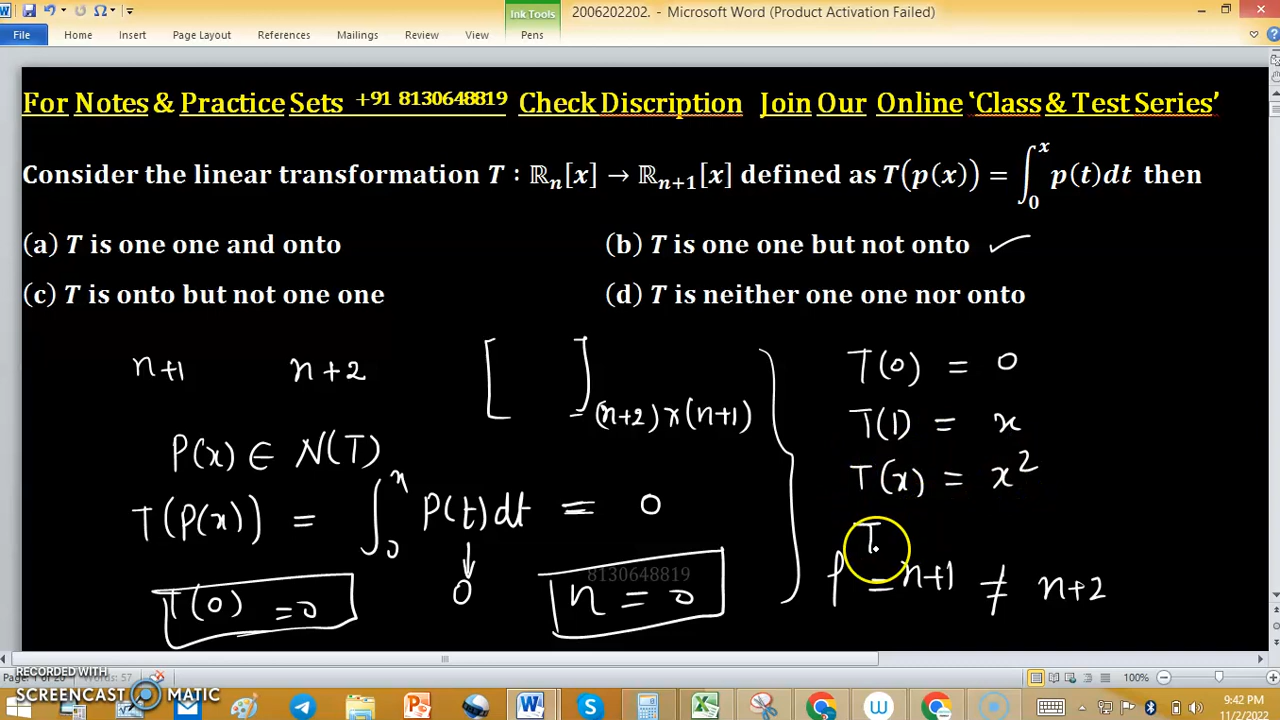 Ink Tools
2006202202. - Microsoft Word (Product Activation Failed)
File Home Insert Page Layout References Mailings Review View Pens
For Notes & Practice Sets +91 8130648819 Check Discription Join Our Online ‘Class & Test Series’
Consider the linear transformation T : ℝₙ[x] → ℝₙ₊₁[x] defined as T(p(x)) = ∫₀ˣ p(t)dt then
(a) T is one one and onto (b) T is one one but not onto ✓
(c) T is onto but not one one (d) T is neither one one nor onto
n+1 n+2 [ ](n+2)×(n+1)
T(0) = 0
T(1) = x
T(x) = x²
P(x) ∈ N(T)
T(P(x)) = ∫₀ˣ P(t)dt = 0
↓
0
T(0) = 0
n = 0
8130648819
T
ρ = n+1 ≠ n+2
RECORDED WITH
SCREENCAST MATIC
Words: 57
100%
9:42 PM
11/2/2022